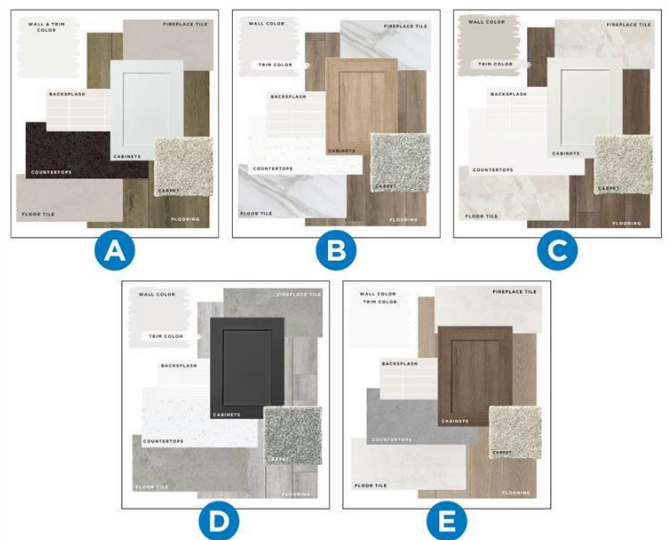 WALL & TRIM
COLOR
FIREPLACE TILE
BACKSPLASH
CABINETS
COUNTERTOPS
CARPET
FLOOR TILE
FLOORING
A
WALL COLOR
FIREPLACE TILE
TRIM COLOR
BACKSPLASH
CABINETS
COUNTERTOPS
CARPET
FLOOR TILE
FLOORING
B
WALL COLOR
FIREPLACE TILE
TRIM COLOR
BACKSPLASH
CABINETS
COUNTERTOPS
CARPET
FLOOR TILE
FLOORING
C
WALL COLOR
FIREPLACE TILE
TRIM COLOR
BACKSPLASH
CABINETS
COUNTERTOPS
CARPET
FLOOR TILE
FLOORING
D
WALL COLOR
TRIM COLOR
FIREPLACE TILE
BACKSPLASH
CABINETS
COUNTERTOPS
CARPET
FLOOR TILE
FLOORING
E